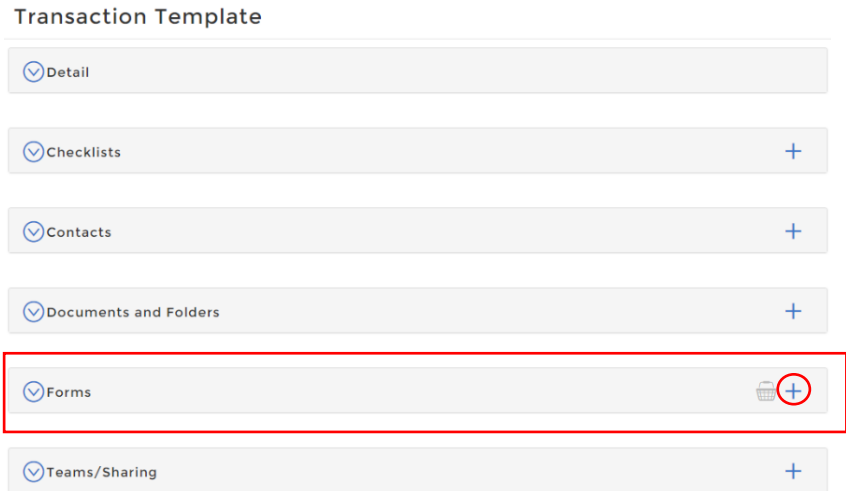 Transaction Template
Detail
Checklists
Contacts
Documents and Folders
Forms
Teams/Sharing